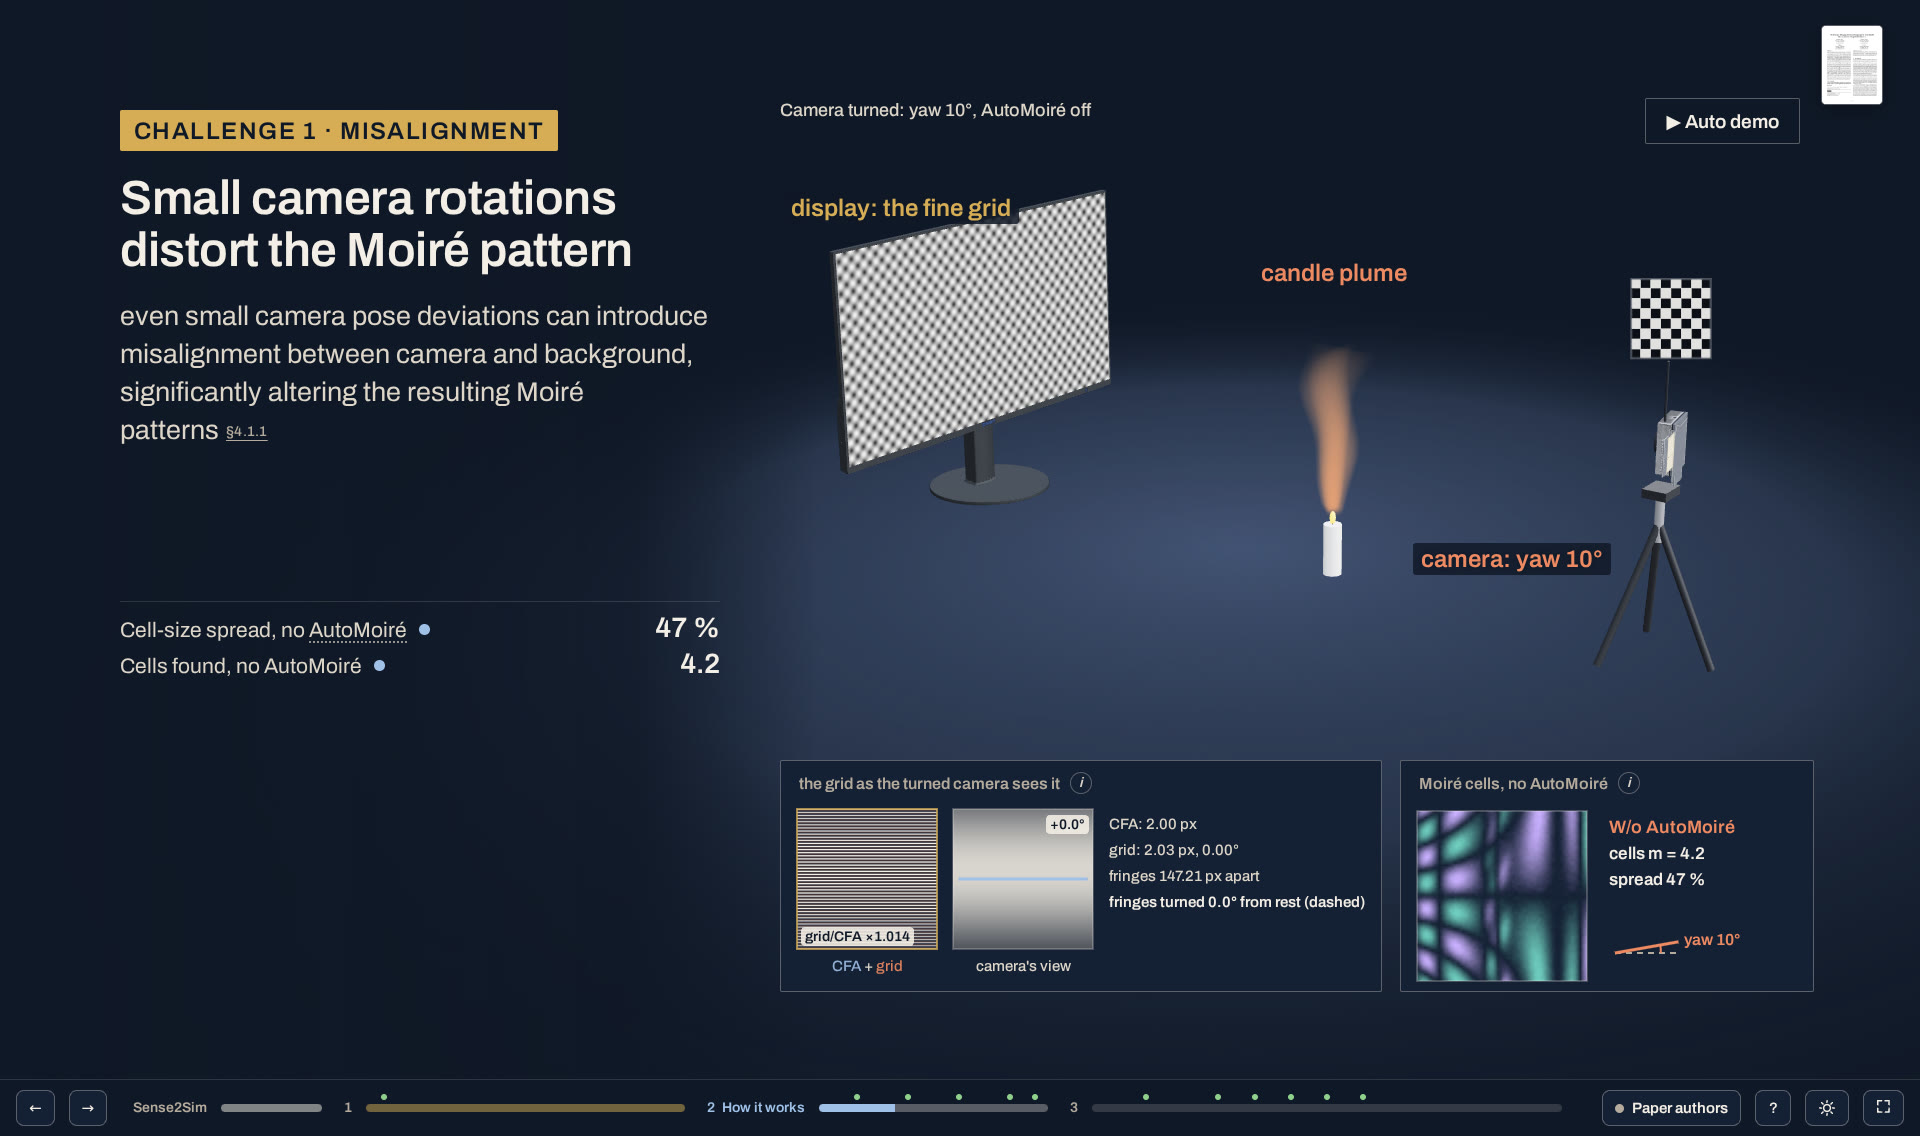 CHALLENGE 1 · MISALIGNMENT
Small camera rotations
distort the Moiré pattern
even small camera pose deviations can introduce
misalignment between camera and background,
significantly altering the resulting Moiré
patterns §4.1.1
Cell-size spread, no AutoMoiré 47 %
Cells found, no AutoMoiré 4.2
Camera turned: yaw 10°, AutoMoiré off
▶ Auto demo
display: the fine grid
candle plume
camera: yaw 10°
the grid as the turned camera sees it i
grid/CFA ×1.014
CFA + grid
+0.0°
camera's view
CFA: 2.00 px
grid: 2.03 px, 0.00°
fringes 147.21 px apart
fringes turned 0.0° from rest (dashed)
Moiré cells, no AutoMoiré i
W/o AutoMoiré
cells m = 4.2
spread 47 %
yaw 10°
← → Sense2Sim 1 2 How it works 3 Paper authors ?